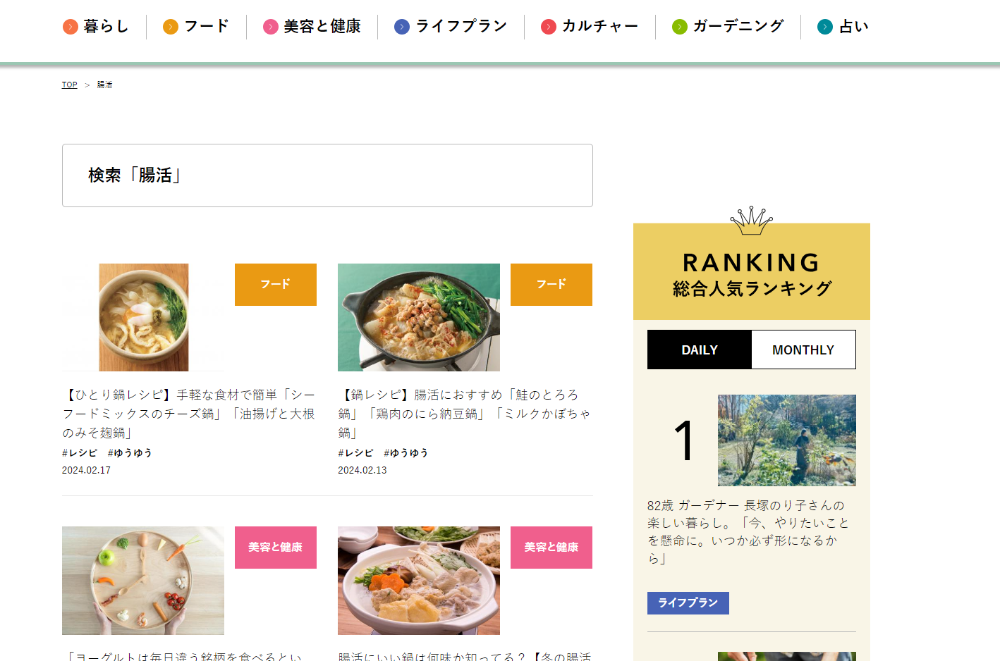 暮らし
フード
美容と健康
ライフプラン
カルチャー
ガーデニング
占い
TOP > 腸活
検索「腸活」
フード
【ひとり鍋レシピ】手軽な食材で簡単「シー
フードミックスのチーズ鍋」「油揚げと大根
のみそ麹鍋」
#レシピ #ゆうゆう
2024.02.17
フード
【鍋レシピ】腸活におすすめ「鮭のとろろ
鍋」「鶏肉のにら納豆鍋」「ミルクかぼちゃ
鍋」
#レシピ #ゆうゆう
2024.02.13
美容と健康
「ヨーグルトは毎日違う銘柄を食べるとい
美容と健康
腸活にいい鍋は何味か知ってる？【冬の腸活
RANKING
総合人気ランキング
DAILY
MONTHLY
1
82歳 ガーデナー 長塚のり子さんの
楽しい暮らし。「今、やりたいこと
を懸命に。いつか必ず形になるか
ら」
ライフプラン